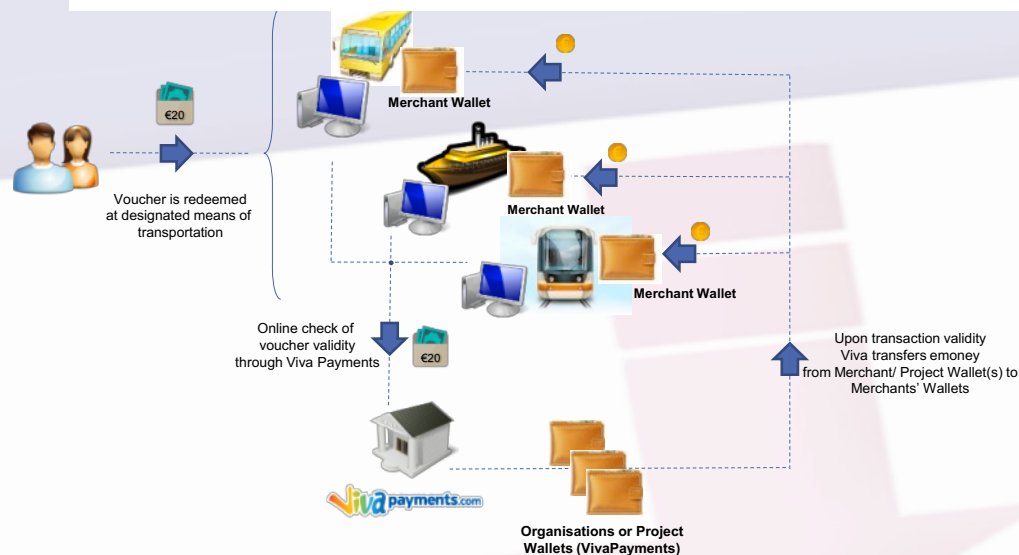 €20
Merchant Wallet
Voucher is redeemed
at designated means of
transportation
Merchant Wallet
Merchant Wallet
Online check of
voucher validity
through Viva Payments
€20
Upon transaction validity
Viva transfers emoney
from Merchant/ Project Wallet(s) to
Merchants’ Wallets
vivapayments.com
Organisations or Project
Wallets (VivaPayments)